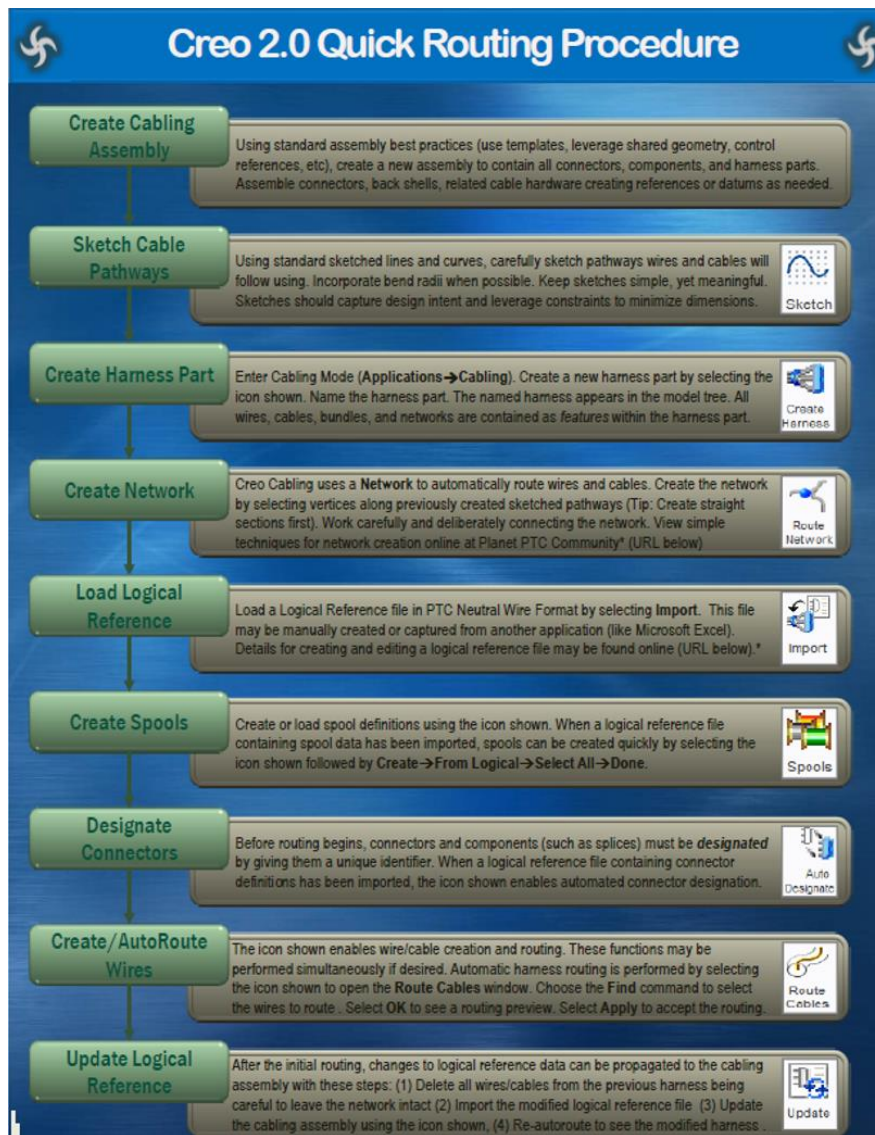 Creo 2.0 Quick Routing Procedure
Create Cabling
Assembly
Using standard assembly best practices (use templates, leverage shared geometry, control
references, etc), create a new assembly to contain all connectors, components, and harness parts.
Assemble connectors, back shells, related cable hardware creating references or datums as needed.
Sketch Cable
Pathways
Using standard sketched lines and curves, carefully sketch pathways wires and cables will
follow using. Incorporate bend radii when possible. Keep sketches simple, yet meaningful.
Sketches should capture design intent and leverage constraints to minimize dimensions.
Sketch
Create Harness Part
Enter Cabling Mode (Applications→Cabling). Create a new harness part by selecting the
icon shown. Name the harness part. The named harness appears in the model tree. All
wires, cables, bundles, and networks are contained as features within the harness part.
Create
Harness
Create Network
Creo Cabling uses a Network to automatically route wires and cables. Create the network
by selecting vertices along previously created sketched pathways (Tip: Create straight
sections first). Work carefully and deliberately connecting the network. View simple
techniques for network creation online at Planet PTC Community* (URL below)
Route
Network
Load Logical
Reference
Load a Logical Reference file in PTC Neutral Wire Format by selecting Import. This file
may be manually created or captured from another application (like Microsoft Excel).
Details for creating and editing a logical reference file may be found online (URL below).*
Import
Create Spools
Create or load spool definitions using the icon shown. When a logical reference file
containing spool data has been imported, spools can be created quickly by selecting the
icon shown followed by Create→From Logical→Select All→Done.
Spools
Designate
Connectors
Before routing begins, connectors and components (such as splices) must be designated
by giving them a unique identifier. When a logical reference file containing connector
definitions has been imported, the icon shown enables automated connector designation.
Auto
Designate
Create/AutoRoute
Wires
The icon shown enables wire/cable creation and routing. These functions may be
performed simultaneously if desired. Automatic harness routing is performed by selecting
the icon shown to open the Route Cables window. Choose the Find command to select
the wires to route . Select OK to see a routing preview. Select Apply to accept the routing.
Route
Cables
Update Logical
Reference
After the initial routing, changes to logical reference data can be propagated to the cabling
assembly with these steps: (1) Delete all wires/cables from the previous harness being
careful to leave the network intact (2) Import the modified logical reference file (3) Update
the cabling assembly using the icon shown, (4) Re-autoroute to see the modified harness .
Update